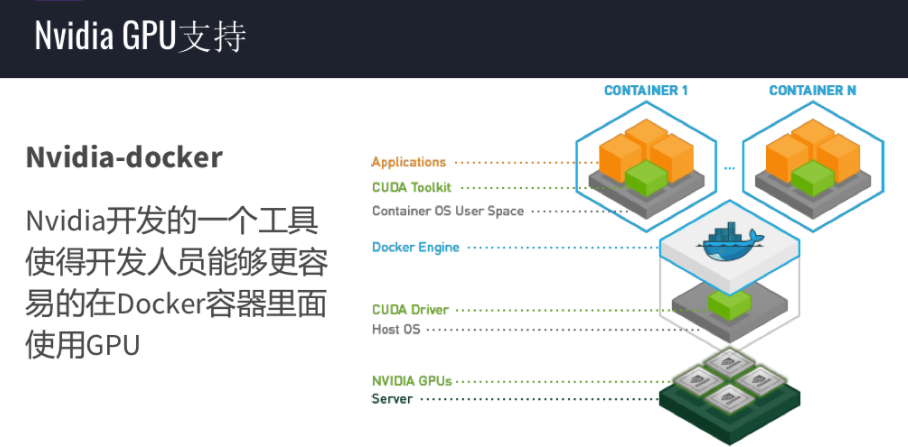 Nvidia GPU支持
Nvidia-docker
Nvidia开发的一个工具
使得开发人员能够更容
易的在Docker容器里面
使用GPU
CONTAINER 1
CONTAINER N
...
Applications
CUDA Toolkit
Container OS User Space
Docker Engine
CUDA Driver
Host OS
NVIDIA GPUs
Server